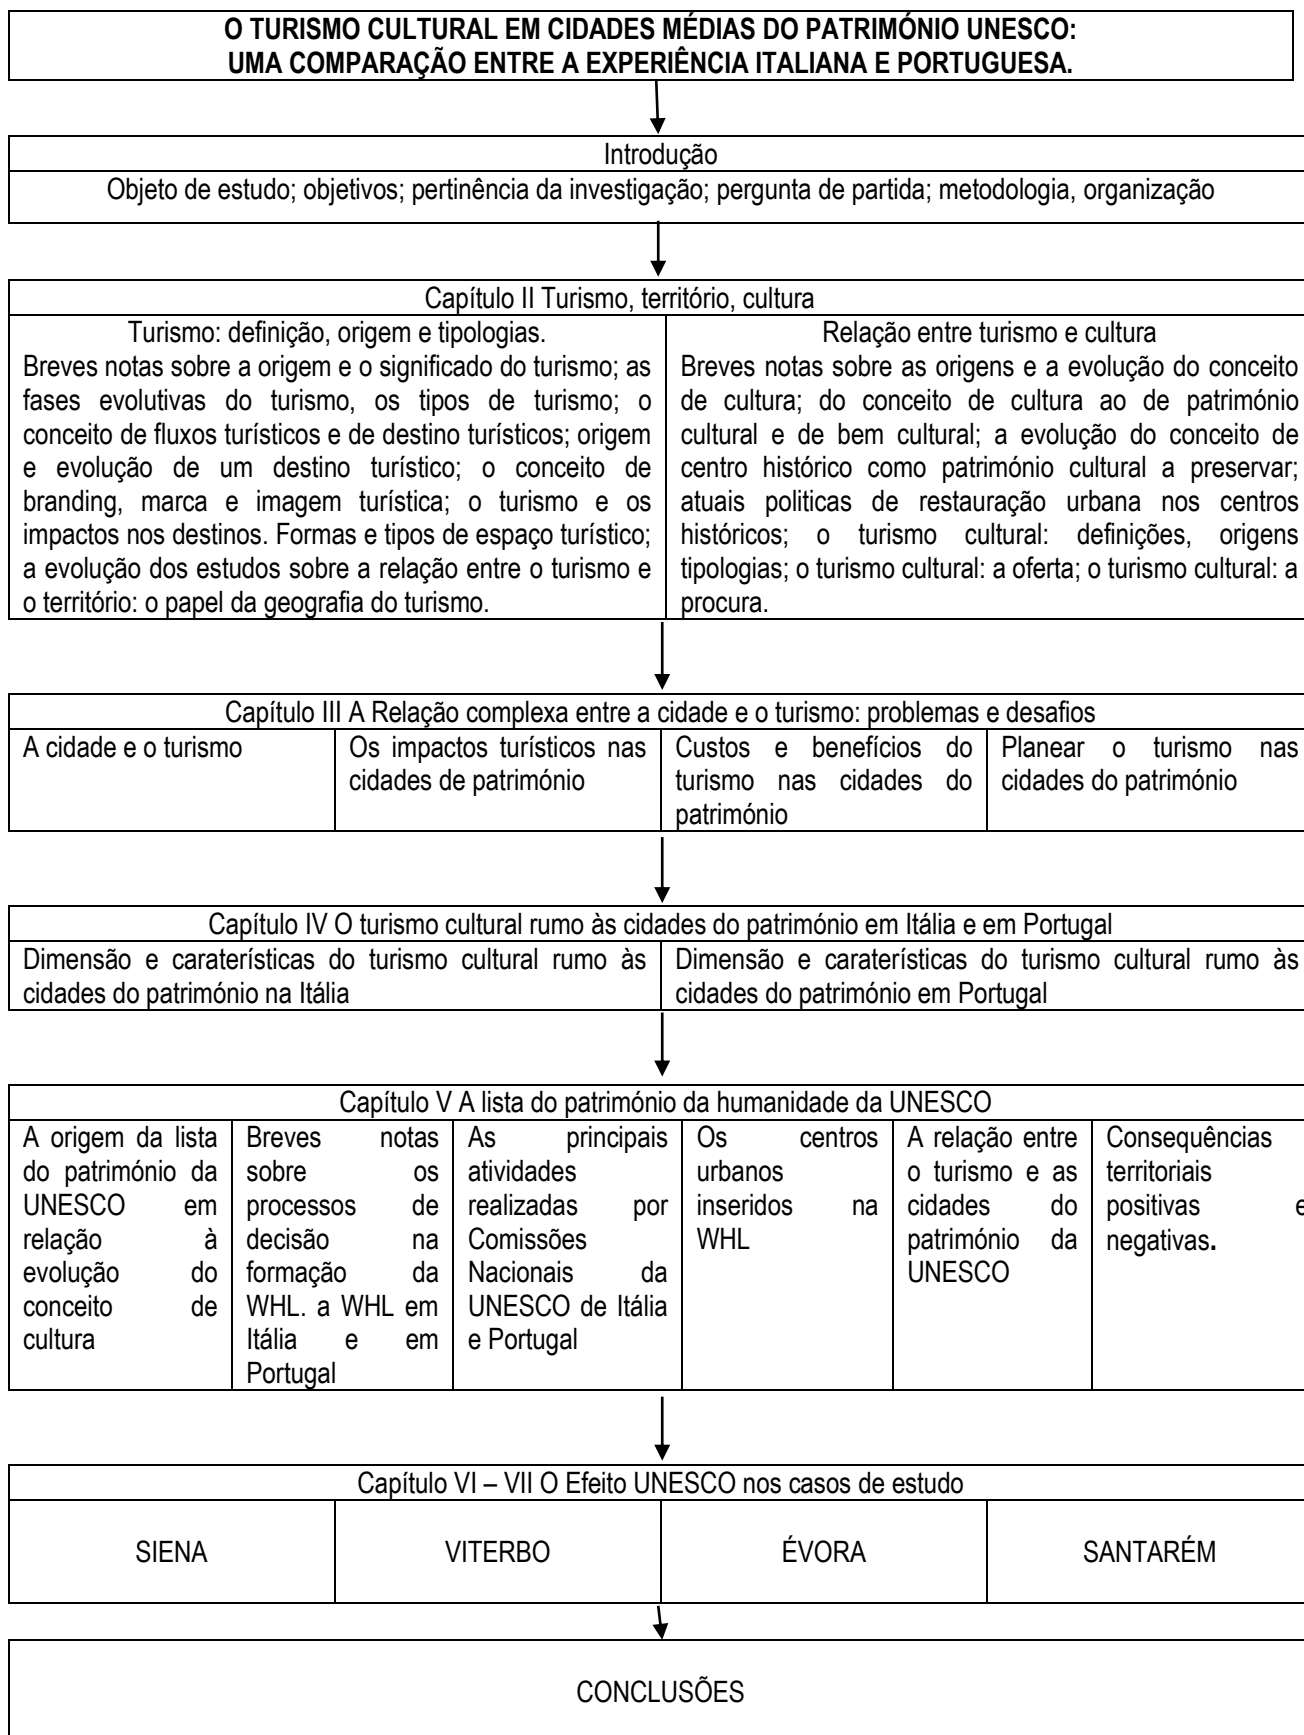 O TURISMO CULTURAL EM CIDADES MÉDIAS DO PATRIMÓNIO UNESCO:
UMA COMPARAÇÃO ENTRE A EXPERIÊNCIA ITALIANA E PORTUGUESA.
Introdução
Objeto de estudo; objetivos; pertinência da investigação; pergunta de partida; metodologia, organização
Capítulo II Turismo, território, cultura
Turismo: definição, origem e tipologias.
Breves notas sobre a origem e o significado do turismo; as
fases evolutivas do turismo, os tipos de turismo; o
conceito de fluxos turísticos e de destino turísticos; origem
e evolução de um destino turístico; o conceito de
branding, marca e imagem turística; o turismo e os
impactos nos destinos. Formas e tipos de espaço turístico;
a evolução dos estudos sobre a relação entre o turismo e
o território: o papel da geografia do turismo.
Relação entre turismo e cultura
Breves notas sobre as origens e a evolução do conceito
de cultura; do conceito de cultura ao de património
cultural e de bem cultural; a evolução do conceito de
centro histórico como património cultural a preservar;
atuais politicas de restauração urbana nos centros
históricos; o turismo cultural: definições, origens
tipologias; o turismo cultural: a oferta; o turismo cultural: a
procura.
Capítulo III A Relação complexa entre a cidade e o turismo: problemas e desafios
A cidade e o turismo
Os impactos turísticos nas
cidades de património
Custos e benefícios do
turismo nas cidades do
património
Planear o turismo nas
cidades do património
Capítulo IV O turismo cultural rumo às cidades do património em Itália e em Portugal
Dimensão e caraterísticas do turismo cultural rumo às
cidades do património na Itália
Dimensão e caraterísticas do turismo cultural rumo às
cidades do património em Portugal
Capítulo V A lista do património da humanidade da UNESCO
A origem da lista
do património da
UNESCO em
relação à
evolução do
conceito de
cultura
Breves notas
sobre os
processos de
decisão na
formação da
WHL. a WHL em
Itália e em
Portugal
As principais
atividades
realizadas por
Comissões
Nacionais da
UNESCO de Itália
e Portugal
Os centros
urbanos
inseridos na
WHL
A relação entre
o turismo e as
cidades do
património da
UNESCO
Consequências
territoriais
positivas e
negativas.
Capítulo VI – VII O Efeito UNESCO nos casos de estudo
SIENA
VITERBO
ÉVORA
SANTARÉM
CONCLUSÕES